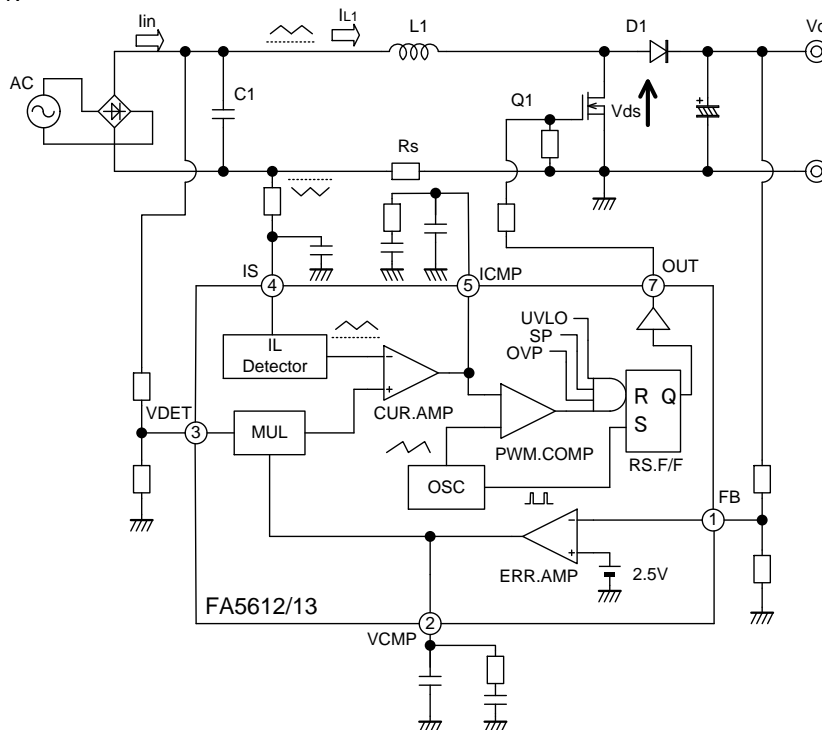 Iin
IL1
L1
D1
Vo
AC
C1
Q1
Vds
Rs
IS
4
5
ICMP
7
OUT
UVLO
SP
OVP
IL
Detector
CUR.AMP
PWM.COMP
R Q
S
RS.F/F
VDET
3
MUL
OSC
FB
1
ERR.AMP
2.5V
FA5612/13
2
VCMP